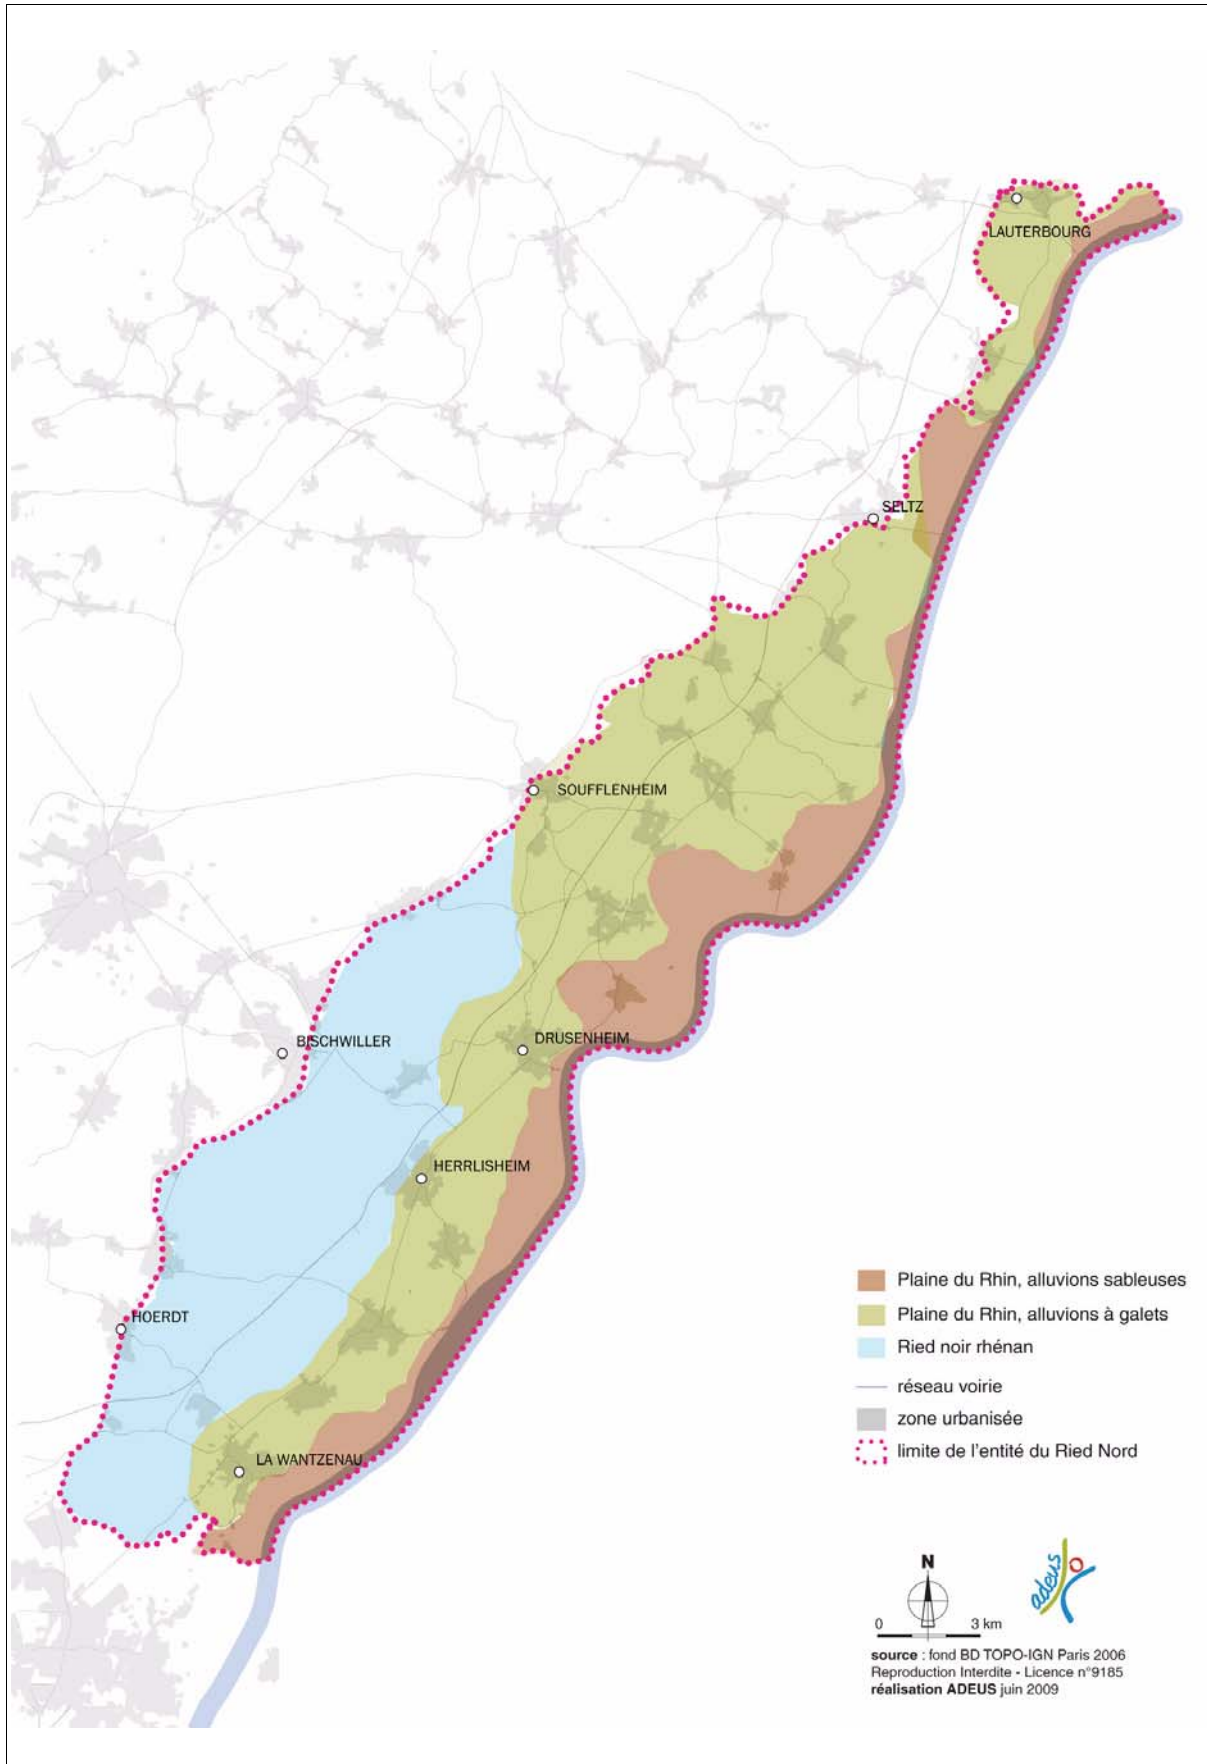 LAUTERBOURG
SELTZ
SOUFFLENHEIM
BISCHWILLER
DRUSENHEIM
HERRLISHEIM
HOERDT
LA WANTZENAU
Plaine du Rhin, alluvions sableuses
Plaine du Rhin, alluvions à galets
Ried noir rhénan
réseau voirie
zone urbanisée
limite de l'entité du Ried Nord
N
adeus
0 3 km
source : fond BD TOPO-IGN Paris 2006
Reproduction Interdite - Licence n°9185
réalisation ADEUS juin 2009